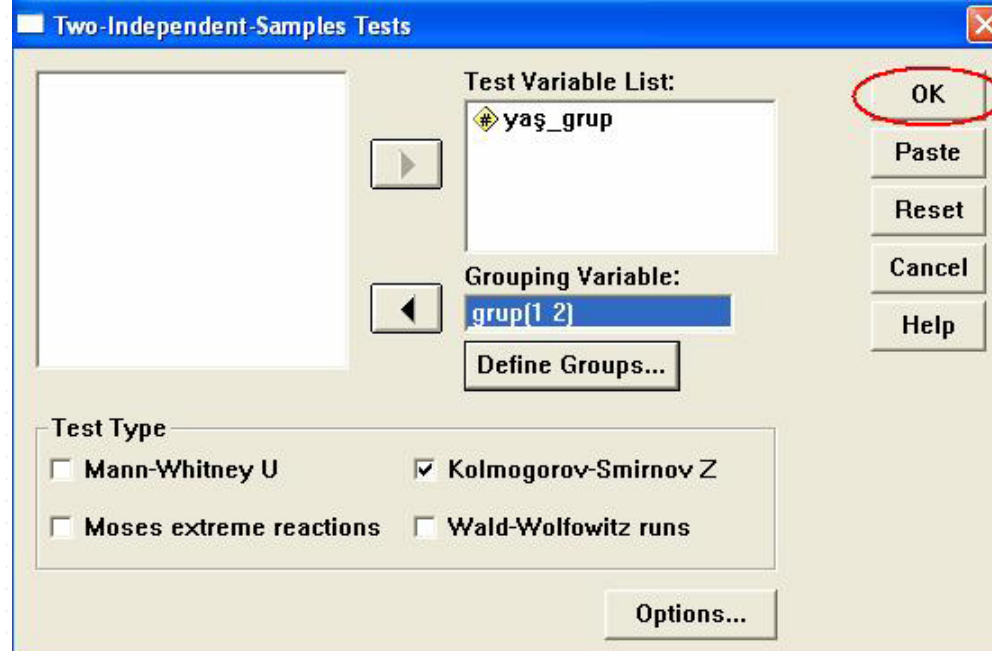 Two-Independent-Samples Tests
Test Variable List:
yaş_grup
Grouping Variable:
grup(1 2)
Define Groups...
OK
Paste
Reset
Cancel
Help
Test Type
Mann-Whitney U
Kolmogorov-Smirnov Z
Moses extreme reactions
Wald-Wolfowitz runs
Options...